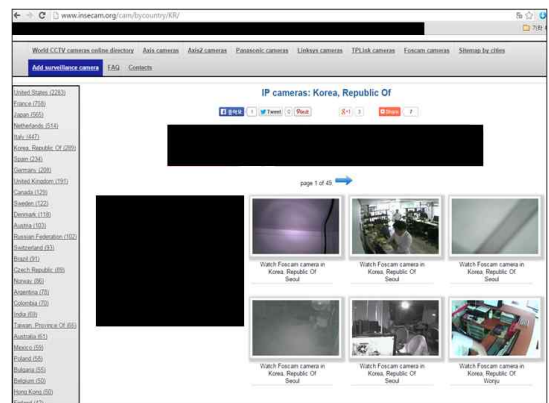 www.insecam.org/cam/bycountry/KR/
World CCTV cameras online directory Axis cameras Axis2 cameras Panasonic cameras Linksys cameras TPLink cameras Foscam cameras Sitemap by cities
Add surveillance camera FAQ Contacts
IP cameras: Korea, Republic Of
Tweet 0
Share 7
page 1 of 49
United States (2283)
France (758)
Japan (565)
Netherlands (514)
Italy (447)
Korea, Republic Of (289)
Spain (234)
Germany (208)
United Kingdom (191)
Canada (129)
Sweden (122)
Denmark (118)
Austria (103)
Russian Federation (102)
Switzerland (93)
Brazil (91)
Czech Republic (89)
Norway (86)
Argentina (78)
Colombia (70)
India (69)
Taiwan, Province Of (66)
Australia (61)
Mexico (59)
Poland (58)
Bulgaria (55)
Belgium (50)
Hong Kong (50)
Watch Foscam camera in
Korea, Republic Of
Seoul
Watch Foscam camera in
Korea, Republic Of
Seoul
Watch Foscam camera in
Korea, Republic Of
Seoul
Watch Foscam camera in
Korea, Republic Of
Seoul
Watch Foscam camera in
Korea, Republic Of
Seoul
Watch Foscam camera in
Korea, Republic Of
Wonju